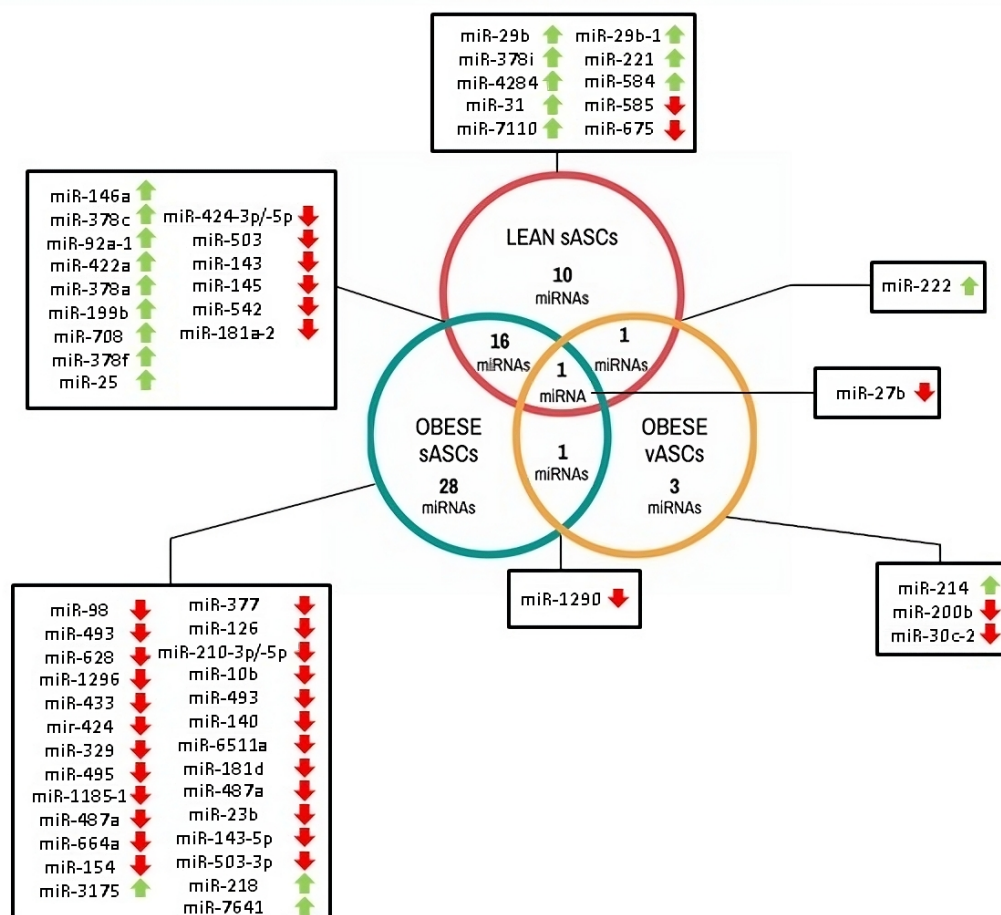 miR-29b miR-29b-1
miR-378i miR-221
miR-4284 miR-584
miR-31 miR-585
miR-7110 miR-675
miR-146a
miR-378c
miR-92a-1
miR-422a
miR-378a
miR-199b
miR-708
miR-378f
miR-25
miR-424-3p/-5p
miR-503
miR-143
miR-145
miR-542
miR-181a-2
LEAN sASCs
10
miRNAs
miR-222
16
miRNAs
1
miRNAs
1
miRNA
miR-27b
OBESE
sASCs
28
miRNAs
1
miRNAs
OBESE
vASCs
3
miRNAs
miR-1290
miR-214
miR-200b
miR-30c-2
miR-98
miR-493
miR-628
miR-1296
miR-433
mir-424
miR-329
miR-495
miR-1185-1
miR-487a
miR-664a
miR-154
miR-3175
miR-377
miR-126
miR-210-3p/-5p
miR-10b
miR-493
miR-140
miR-6511a
miR-181d
miR-487a
miR-23b
miR-143-5p
miR-503-3p
miR-218
miR-7641